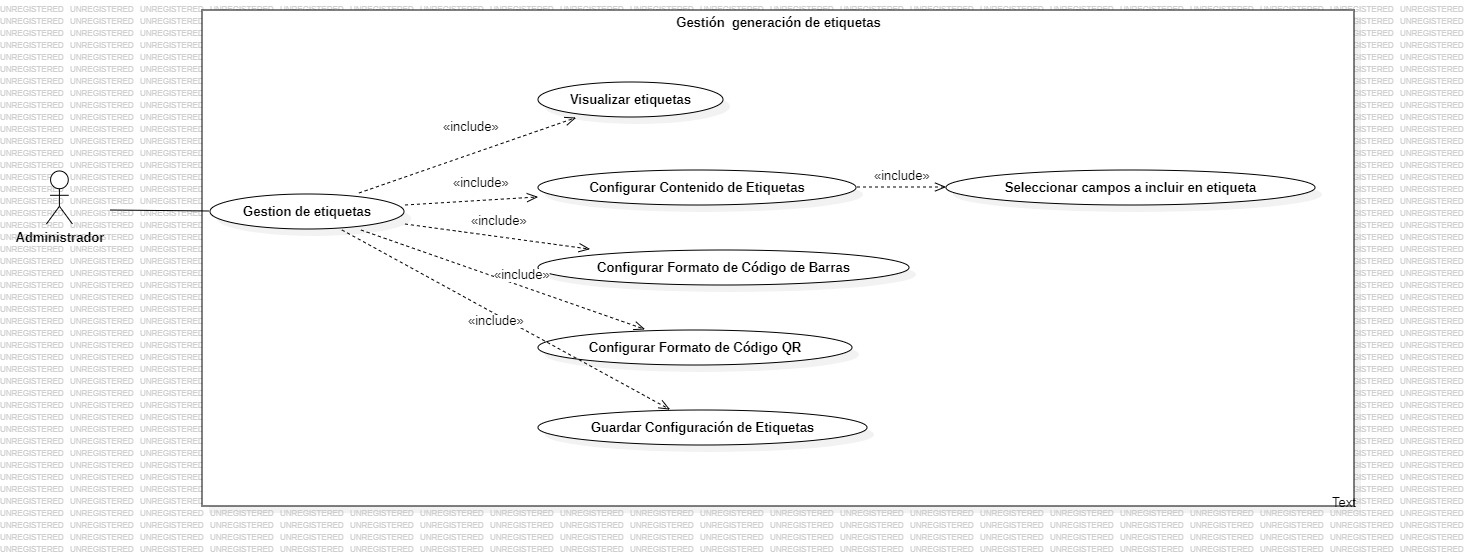 Gestión generación de etiquetas
Visualizar etiquetas
«include»
«include»
Configurar Contenido de Etiquetas
«include»
Seleccionar campos a incluir en etiqueta
Gestion de etiquetas
«include»
Administrador
Configurar Formato de Código de Barras
«include»
«include»
Configurar Formato de Código QR
Guardar Configuración de Etiquetas
Text
UNREGISTERED